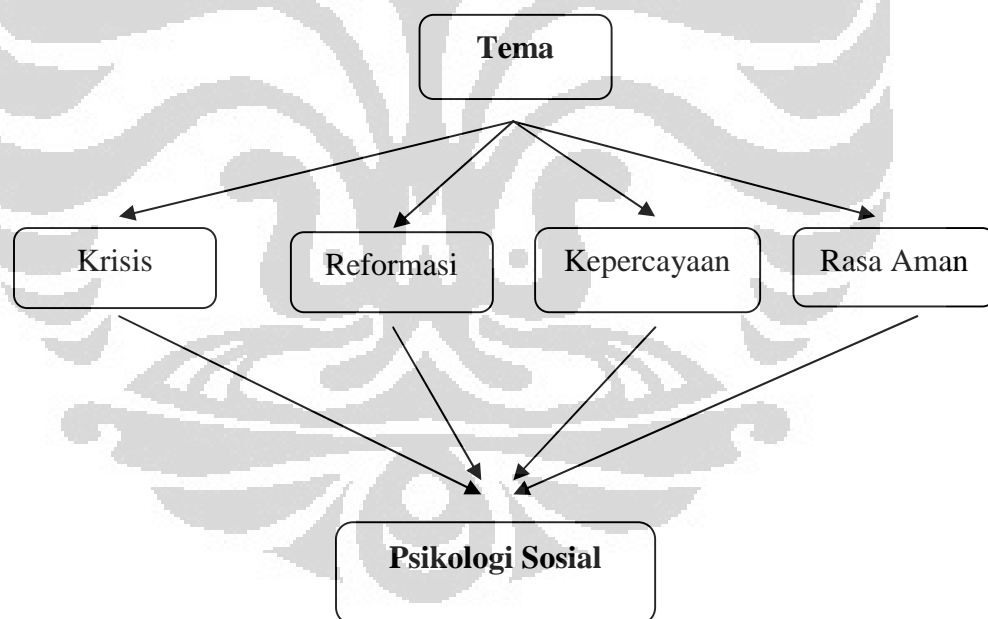 Tema
Krisis
Reformasi
Kepercayaan
Rasa Aman
Psikologi Sosial